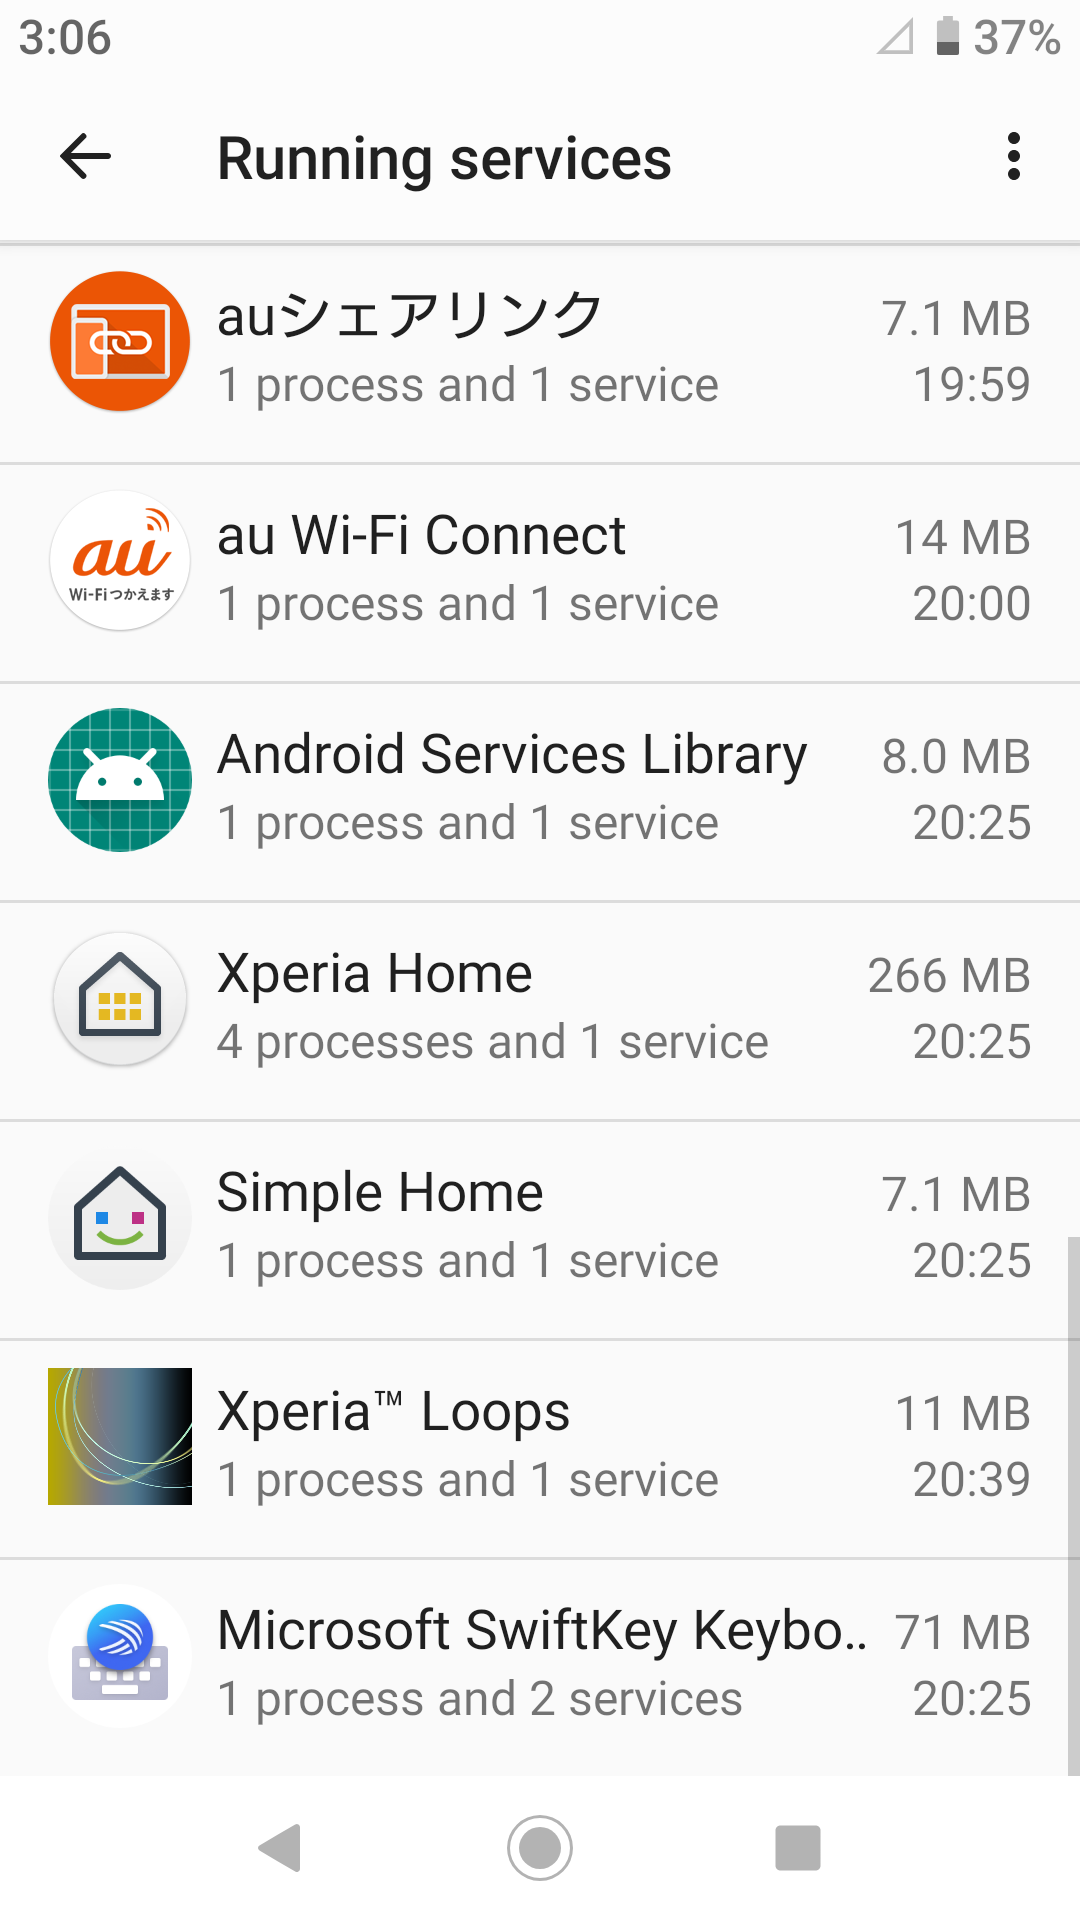 3:06 37%
Running services
auシェアリンク 7.1 MB
1 process and 1 service 19:59
au Wi-Fi Connect 14 MB
1 process and 1 service 20:00
au
Wi-Fiつかえます
Android Services Library 8.0 MB
1 process and 1 service 20:25
Xperia Home 266 MB
4 processes and 1 service 20:25
Simple Home 7.1 MB
1 process and 1 service 20:25
Xperia™ Loops 11 MB
1 process and 1 service 20:39
Microsoft SwiftKey Keybo.. 71 MB
1 process and 2 services 20:25